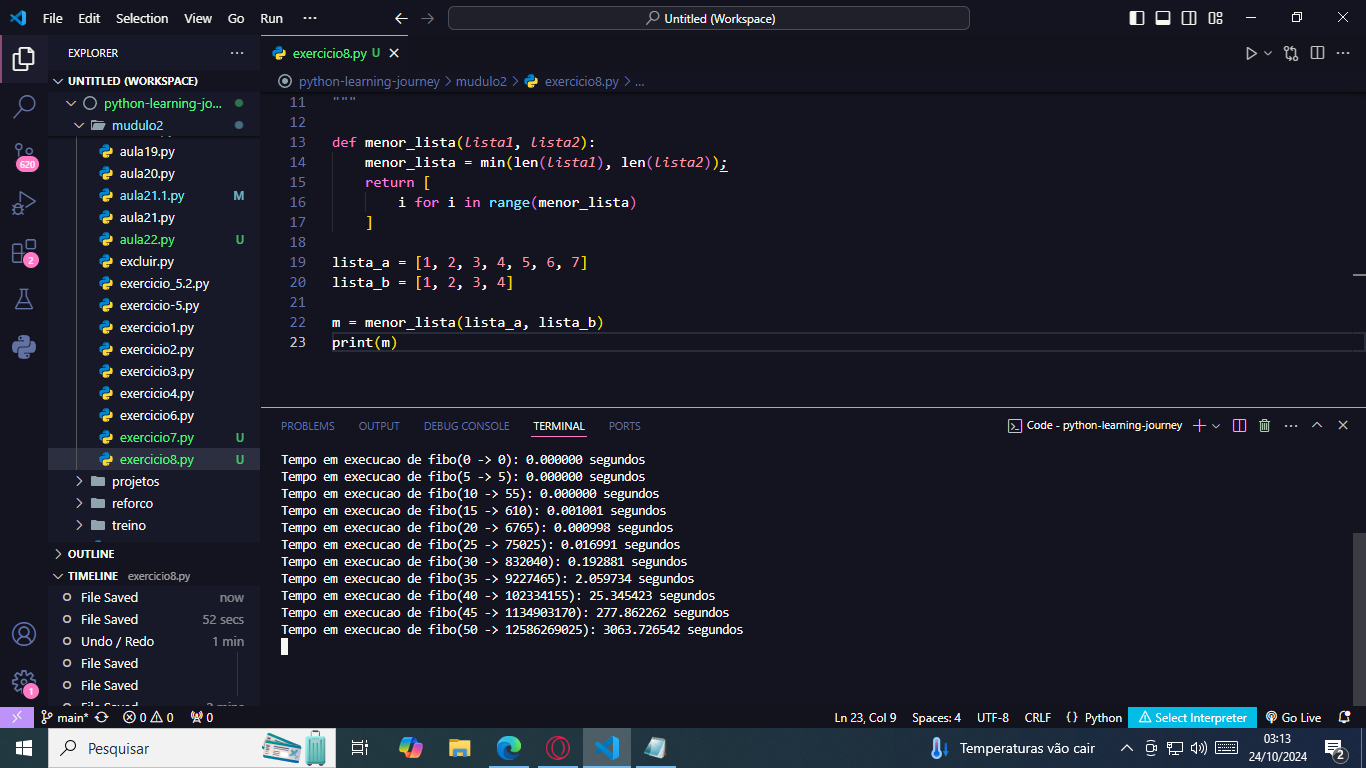 File Edit Selection View Go Run ··· Untitled (Workspace)
EXPLORER ···
UNTITLED (WORKSPACE)
python-learning-jo...
mudulo2
aula19.py
aula20.py
aula21.1.py M
aula21.py
aula22.py U
excluir.py
exercicio_5.2.py
exercicio-5.py
exercicio1.py
exercicio2.py
exercicio3.py
exercicio4.py
exercicio6.py
exercicio7.py U
exercicio8.py U
projetos
reforco
treino
OUTLINE
TIMELINE exercicio8.py
File Saved now
File Saved 52 secs
Undo / Redo 1 min
File Saved
File Saved
620
2
1
exercicio8.py U
python-learning-journey > mudulo2 > exercicio8.py > ...
11 """
12
13 def menor_lista(lista1, lista2):
14 menor_lista = min(len(lista1), len(lista2));
15 return [
16 i for i in range(menor_lista)
17 ]
18
19 lista_a = [1, 2, 3, 4, 5, 6, 7]
20 lista_b = [1, 2, 3, 4]
21
22 m = menor_lista(lista_a, lista_b)
23 print(m)
PROBLEMS OUTPUT DEBUG CONSOLE TERMINAL PORTS Code - python-learning-journey
Tempo em execucao de fibo(0 -> 0): 0.000000 segundos
Tempo em execucao de fibo(5 -> 5): 0.000000 segundos
Tempo em execucao de fibo(10 -> 55): 0.000000 segundos
Tempo em execucao de fibo(15 -> 610): 0.001001 segundos
Tempo em execucao de fibo(20 -> 6765): 0.000998 segundos
Tempo em execucao de fibo(25 -> 75025): 0.016991 segundos
Tempo em execucao de fibo(30 -> 832040): 0.192881 segundos
Tempo em execucao de fibo(35 -> 9227465): 2.059734 segundos
Tempo em execucao de fibo(40 -> 102334155): 25.345423 segundos
Tempo em execucao de fibo(45 -> 1134903170): 277.862262 segundos
Tempo em execucao de fibo(50 -> 12586269025): 3063.726542 segundos
main* 0 0 0 Ln 23, Col 9 Spaces: 4 UTF-8 CRLF {} Python Select Interpreter Go Live
Pesquisar Temperaturas vão cair 03:13
24/10/2024 2